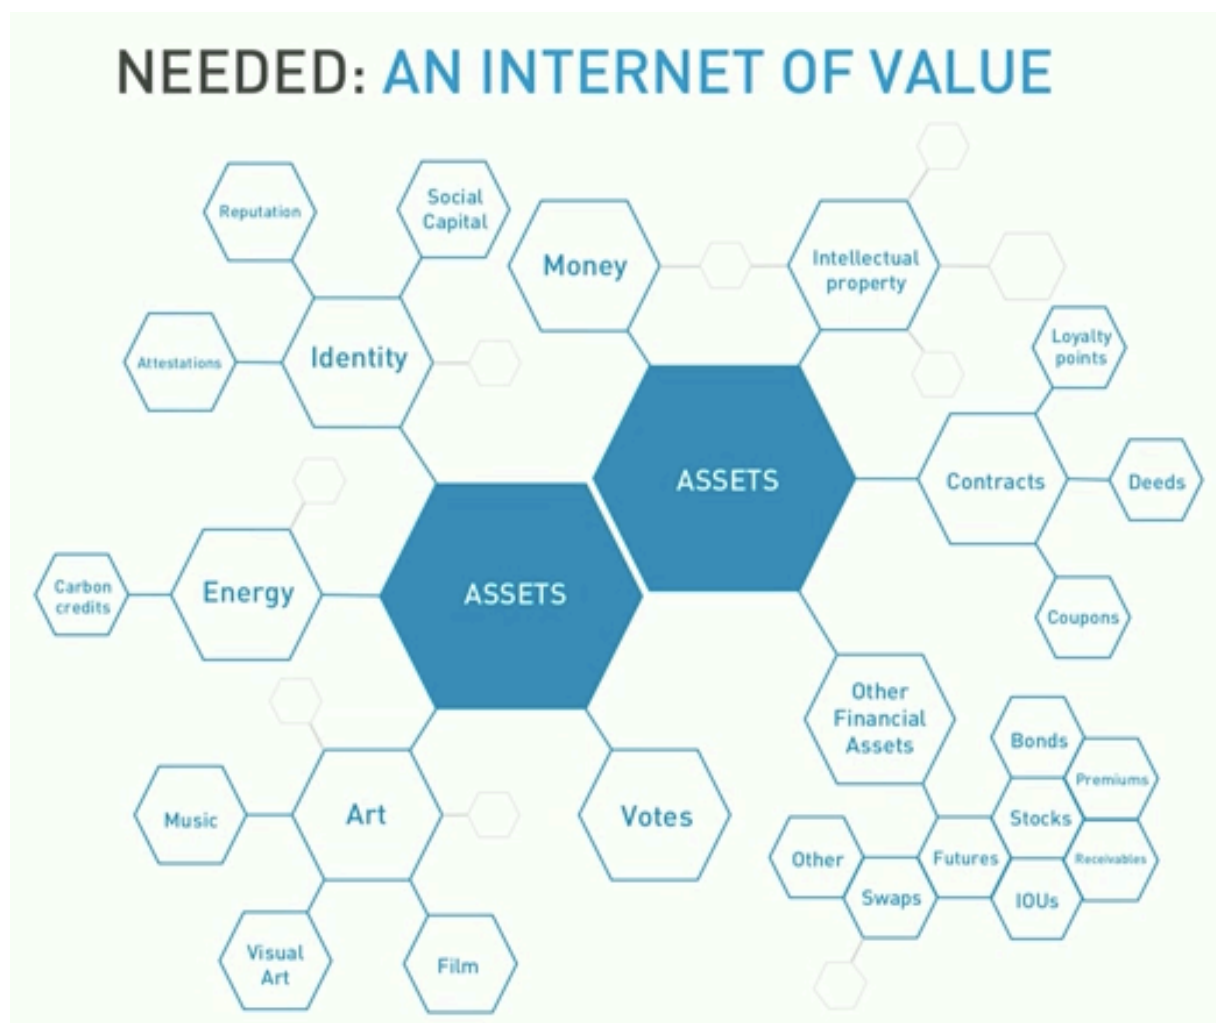 NEEDED: AN INTERNET OF VALUE
Reputation
Social
Capital
Attestations
Identity
Money
Intellectual
property
Loyalty
points
Contracts
Deeds
Coupons
ASSETS
ASSETS
Carbon
credits
Energy
Music
Art
Visual
Art
Film
Votes
Other
Financial
Assets
Bonds
Premiums
Stocks
Receivables
Futures
IOUs
Other
Swaps